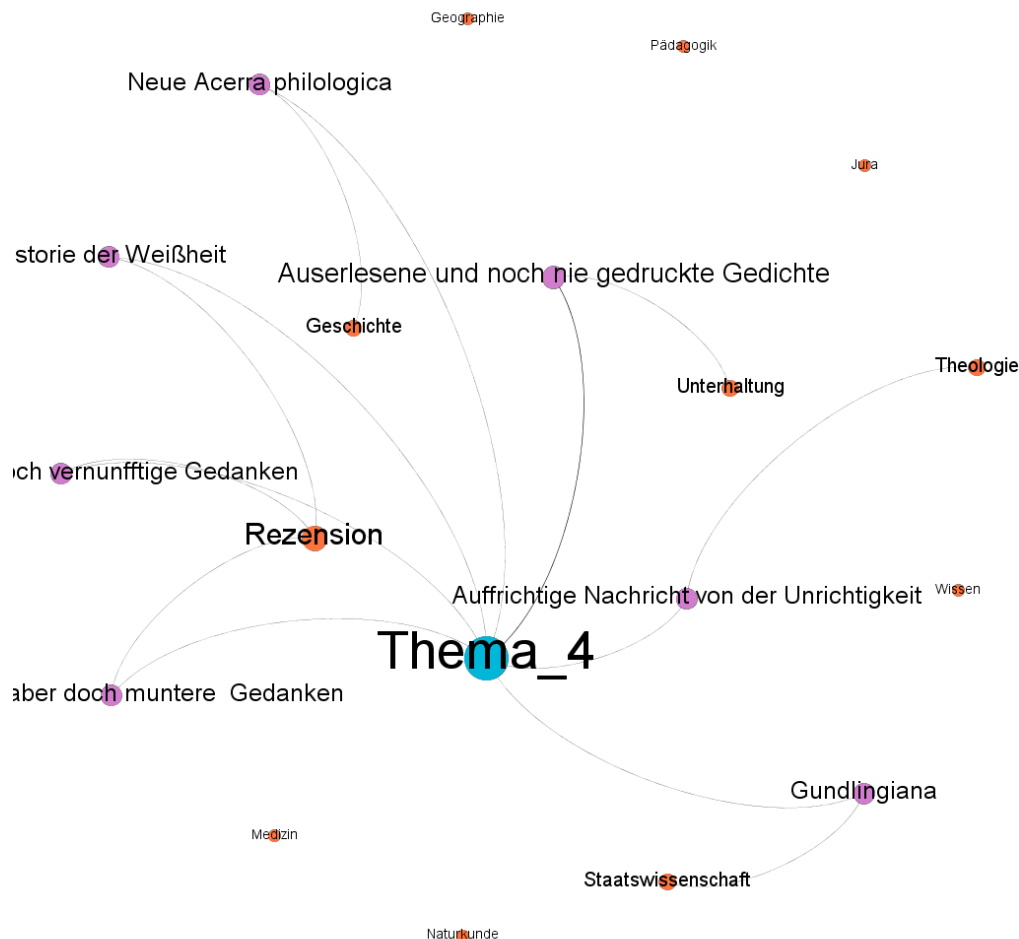 Geographie
Pädagogik
Neue Acerra philologica
Jura
storie der Weißheit
Auserlesene und noch nie gedruckte Gedichte
Geschichte
Theologie
Unterhaltung
och vernunfftige Gedanken
Rezension
Auffrichtige Nachricht von der Unrichtigkeit
Wissen
Thema_4
aber doch muntere  Gedanken
Gundlingiana
Medizin
Staatswissenschaft
Naturkunde